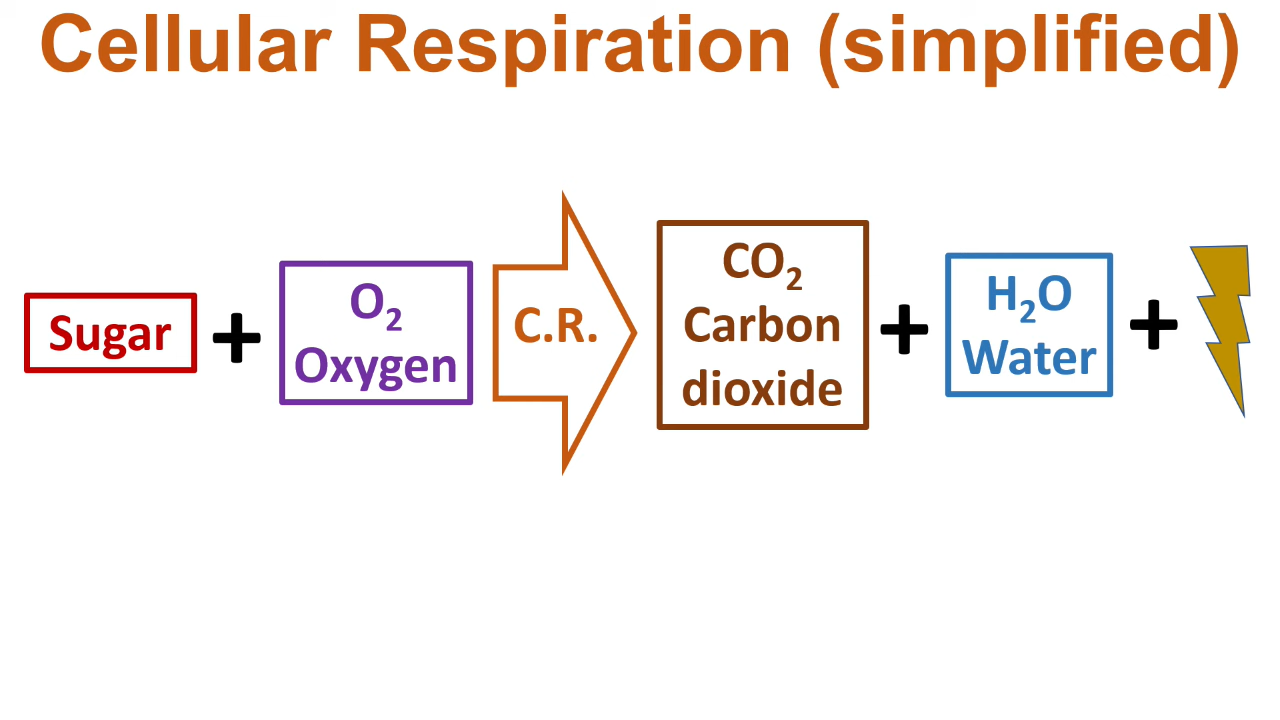 Cellular Respiration (simplified)
Sugar
+
O₂
Oxygen
C.R.
CO₂
Carbon
dioxide
+
H₂O
Water
+